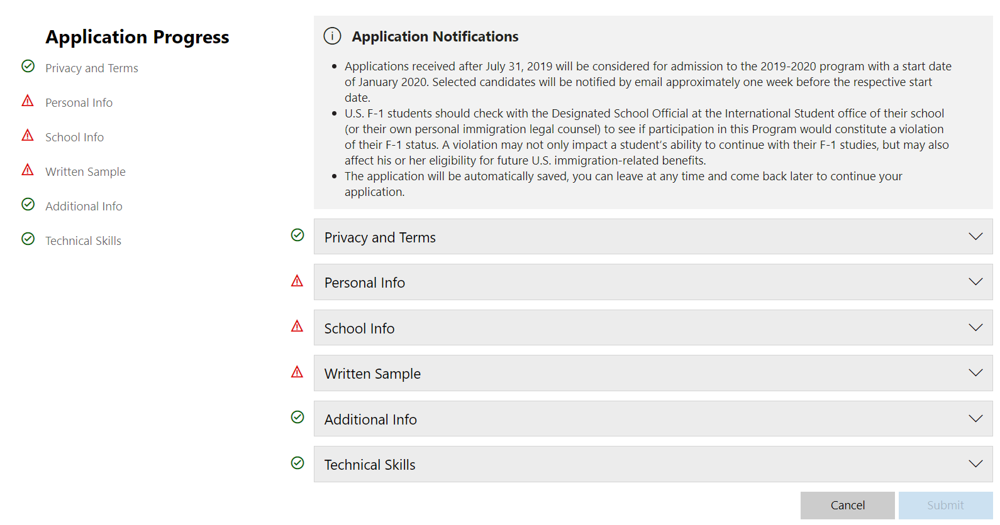 Application Progress
Privacy and Terms
Personal Info
School Info
Written Sample
Additional Info
Technical Skills
Application Notifications
• Applications received after July 31, 2019 will be considered for admission to the 2019-2020 program with a start date
of January 2020. Selected candidates will be notified by email approximately one week before the respective start
date.
• U.S. F-1 students should check with the Designated School Official at the International Student office of their school
(or their own personal immigration legal counsel) to see if participation in this Program would constitute a violation
of their F-1 status. A violation may not only impact a student’s ability to continue with their F-1 studies, but may also
affect his or her eligibility for future U.S. immigration-related benefits.
• The application will be automatically saved, you can leave at any time and come back later to continue your
application.
Privacy and Terms
Personal Info
School Info
Written Sample
Additional Info
Technical Skills
Cancel
Submit